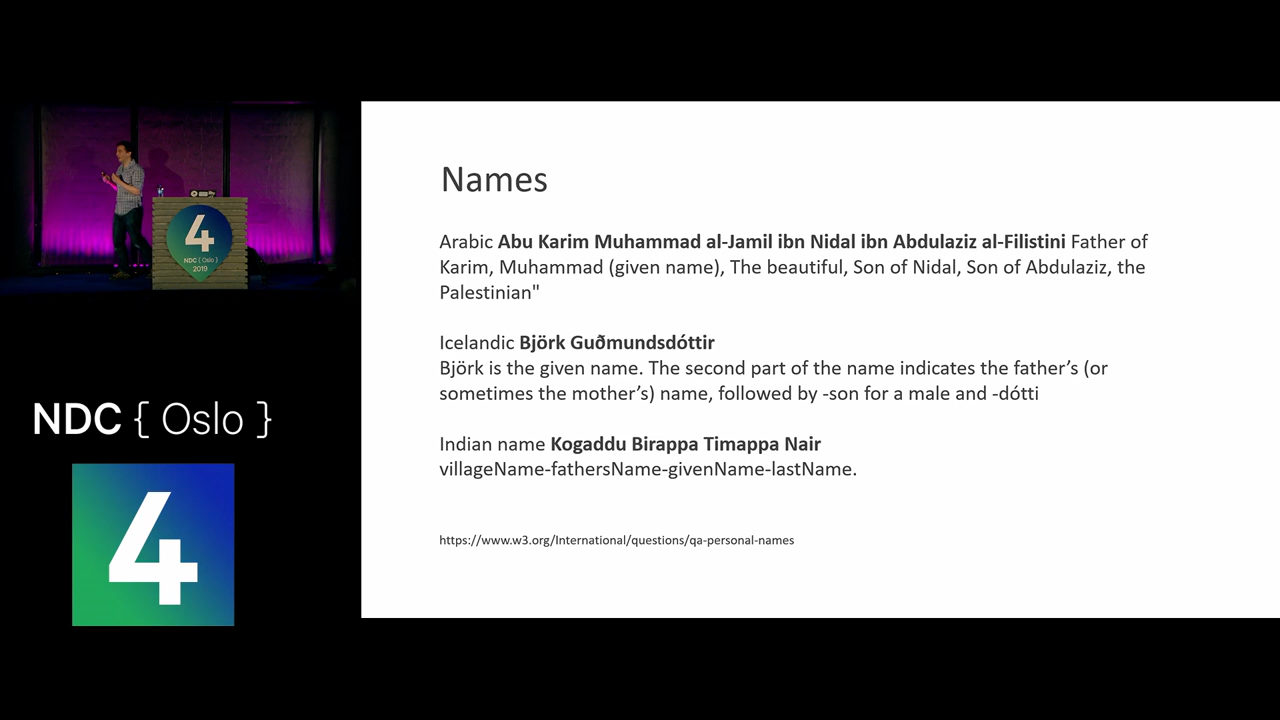 Names
Arabic Abu Karim Muhammad al-Jamil ibn Nidal ibn Abdulaziz al-Filistini Father of
Karim, Muhammad (given name), The beautiful, Son of Nidal, Son of Abdulaziz, the
Palestinian"
Icelandic Björk Guðmundsdóttir
Björk is the given name. The second part of the name indicates the father’s (or
sometimes the mother’s) name, followed by -son for a male and -dótti
Indian name Kogaddu Birappa Timappa Nair
villageName-fathersName-givenName-lastName.
https://www.w3.org/International/questions/qa-personal-names
4
NDC { Oslo }
2019
NDC { Oslo }
4